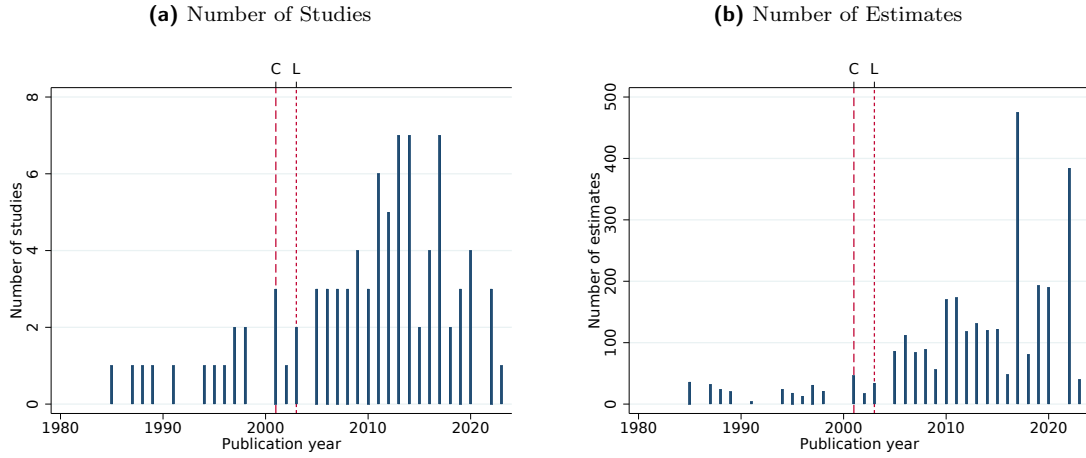 (a) Number of Studies
C L
8
6
4
2
0
Number of studies
1980 1990 2000 2010 2020
Publication year
(b) Number of Estimates
C L
500
400
300
200
100
0
Number of estimates
1980 1990 2000 2010 2020
Publication year